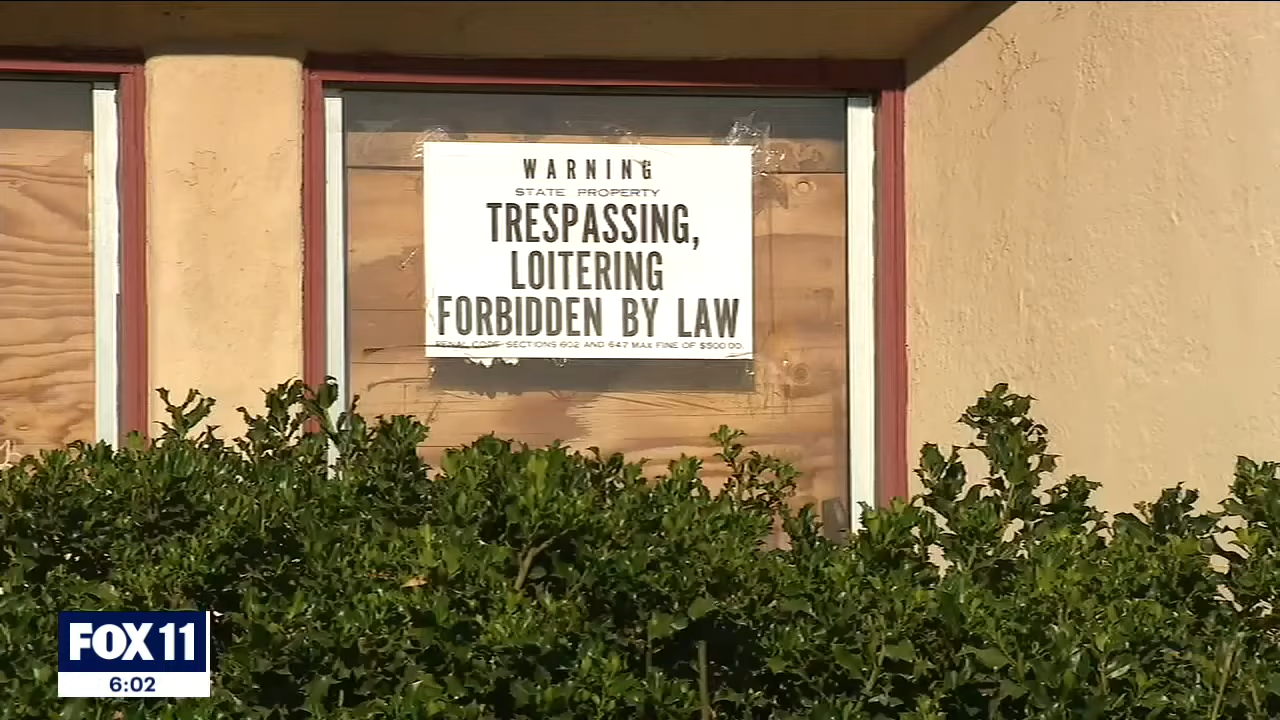 WARNING
STATE PROPERTY
TRESPASSING,
LOITERING
FORBIDDEN BY LAW
PENAL CODE SECTIONS 602 AND 647 MAX FINE OF $500.00
FOX 11
6:02